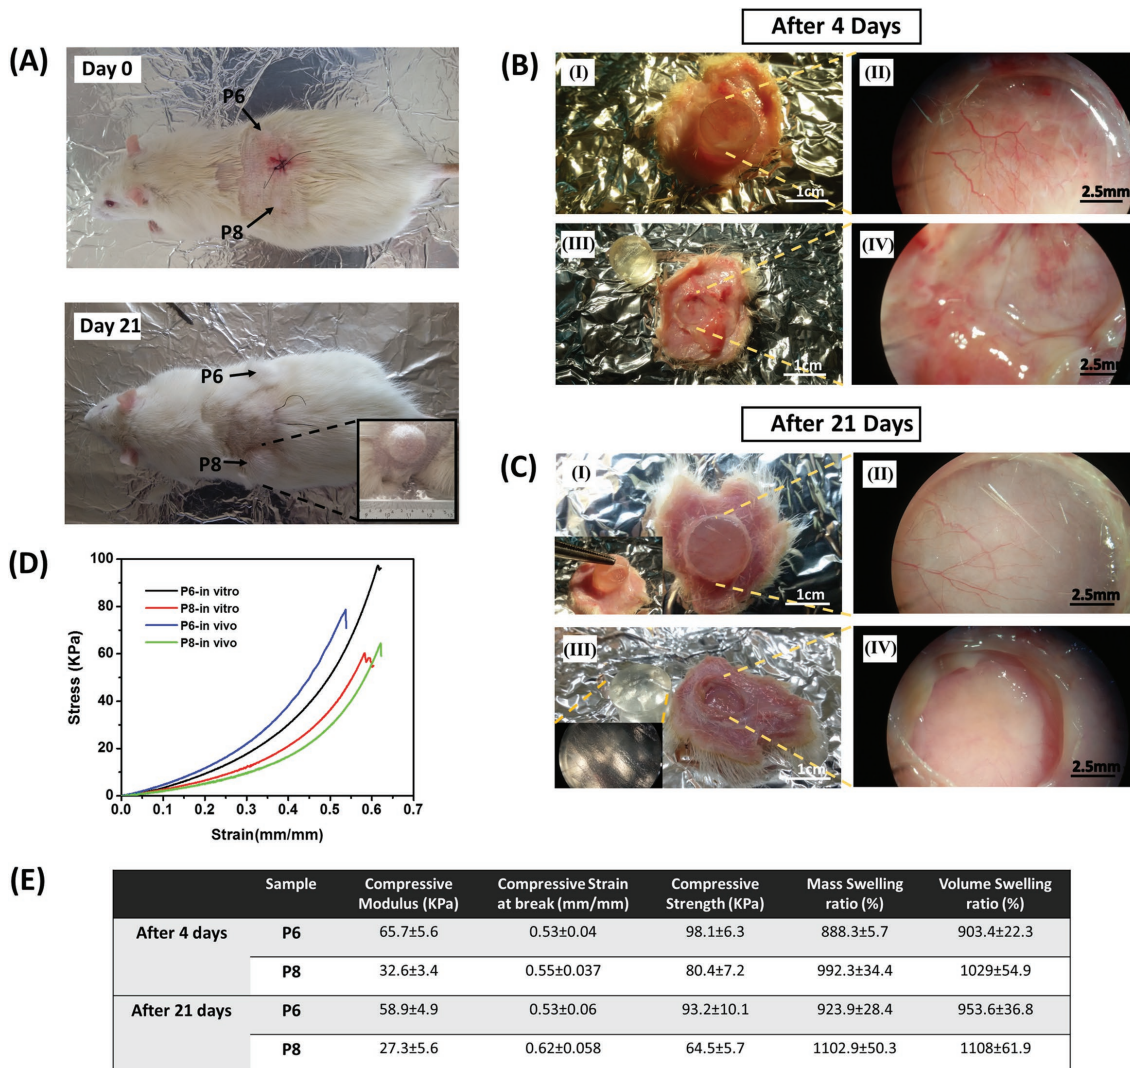 After 4 Days
(A)
Day 0
P6
P8
Day 21
P6
P8
(B)
(I)
1cm
(II)
2.5mm
(III)
1cm
(IV)
2.5mm
After 21 Days
(C)
(I)
1cm
(II)
2.5mm
(III)
1cm
(IV)
2.5mm
(D)
100
80
60
40
20
0
Stress (KPa)
P6-in vitro
P8-in vitro
P6-in vivo
P8-in vivo
0.0 0.1 0.2 0.3 0.4 0.5 0.6 0.7
Strain(mm/mm)
(E)
Sample Compressive Modulus (KPa) Compressive Strain at break (mm/mm) Compressive Strength (KPa) Mass Swelling ratio (%) Volume Swelling ratio (%)
After 4 days P6 65.7±5.6 0.53±0.04 98.1±6.3 888.3±5.7 903.4±22.3
P8 32.6±3.4 0.55±0.037 80.4±7.2 992.3±34.4 1029±54.9
After 21 days P6 58.9±4.9 0.53±0.06 93.2±10.1 923.9±28.4 953.6±36.8
P8 27.3±5.6 0.62±0.058 64.5±5.7 1102.9±50.3 1108±61.9